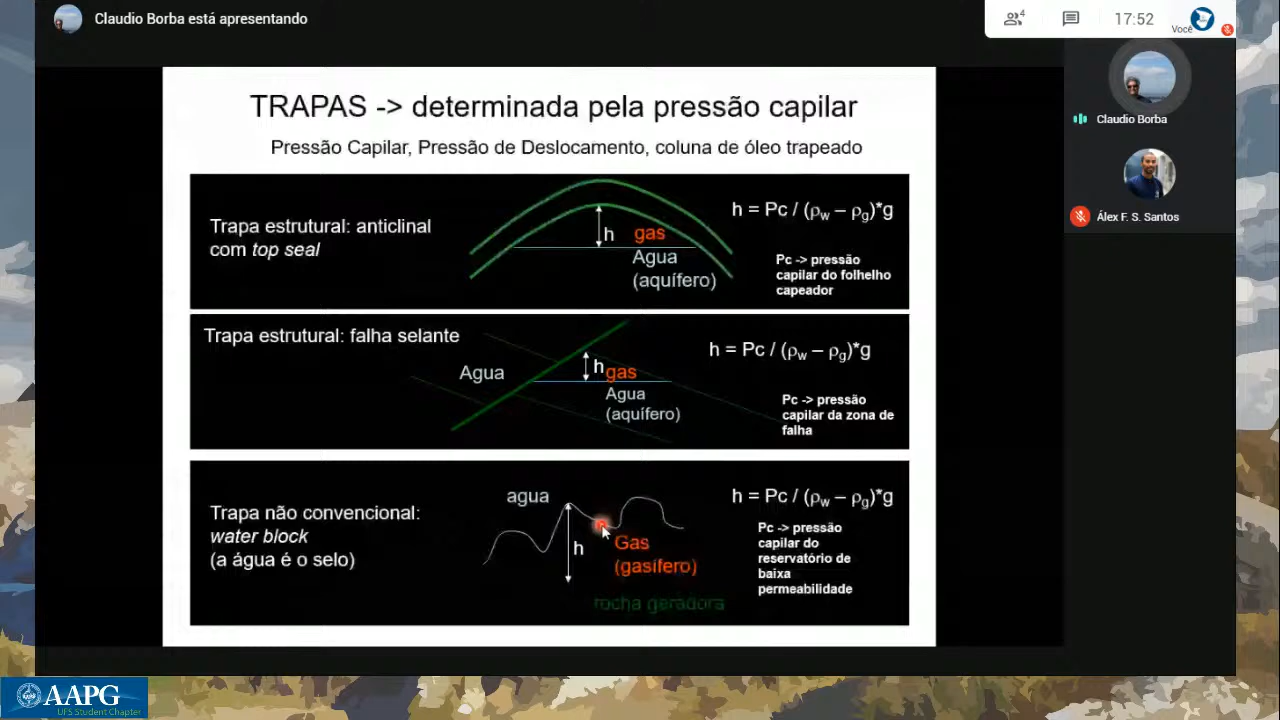 Claudio Borba está apresentando
4
17:52
Você
Claudio Borba
Álex F. S. Santos
TRAPAS -> determinada pela pressão capilar
Pressão Capilar, Pressão de Deslocamento, coluna de óleo trapeado
Trapa estrutural: anticlinal
com top seal
h
gas
Agua
(aquífero)
h = Pc / (ρw – ρg)*g
Pc -> pressão
capilar do folhelho
capeador
Trapa estrutural: falha selante
Agua
h
gas
Agua
(aquífero)
h = Pc / (ρw – ρg)*g
Pc -> pressão
capilar da zona de
falha
Trapa não convencional:
water block
(a água é o selo)
agua
h
Gas
(gasífero)
rocha geradora
h = Pc / (ρw – ρg)*g
Pc -> pressão
capilar do
reservatório de
baixa
permeabilidade
AAPG
UFS Student Chapter